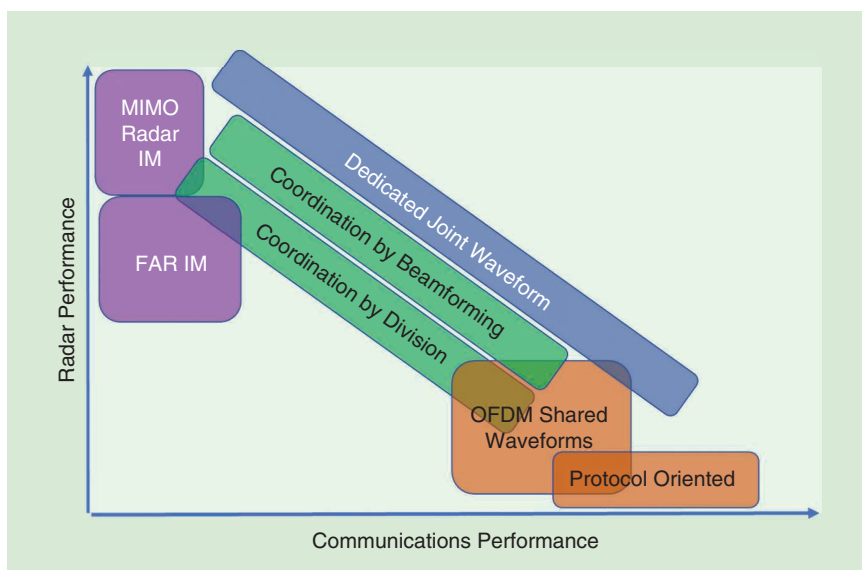 Radar Performance
MIMO
Radar
IM
FAR IM
Dedicated Joint Waveform
Coordination by Beamforming
Coordination by Division
OFDM Shared
Waveforms
Protocol Oriented
Communications Performance